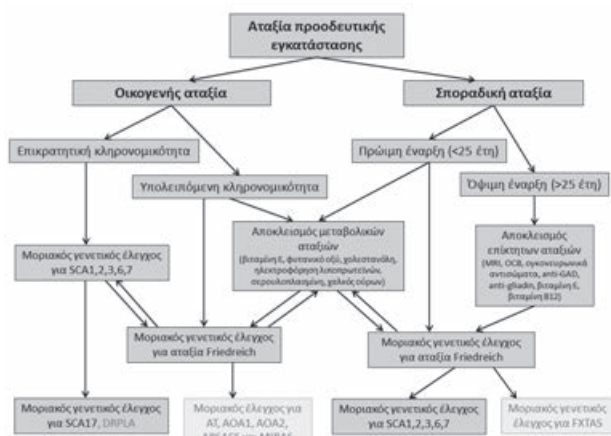 Αταξία προοδευτικής
εγκατάστασης
Οικογενής αταξία
Σποραδική αταξία
Επικρατητική κληρονομικότητα
Πρώιμη έναρξη (<25 έτη)
Υπολειπόμενη κληρονομικότητα
Όψιμη έναρξη (>25 έτη)
Αποκλεισμός μεταβολικών
αταξιών
(βιταμίνη Ε, φυτανικό οξύ, χολεστανόλη,
ηλεκτροφόρηση λιποπρωτεϊνών,
σερουλοπλασμίνη, χαλκός ούρων)
Αποκλεισμός
επίκτητων αταξιών
(MRI, OCB, ογκονευρωνικά
αντισώματα, anti-GAD,
anti-gliadin, βιταμίνη Ε,
βιταμίνη Β12)
Μοριακός γενετικός έλεγχος
για SCA1,2,3,6,7
Μοριακός γενετικός έλεγχος
για αταξία Friedreich
Μοριακός γενετικός έλεγχος
για αταξία Friedreich
Μοριακός γενετικός έλεγχος
για SCA17, DRPLA
Μοριακός γενετικός έλεγχος για
AT, AOA1, AOA2,
Μοριακός γενετικός έλεγχος
για SCA1,2,3,6,7
Μοριακός γενετικός
έλεγχος για FXTAS